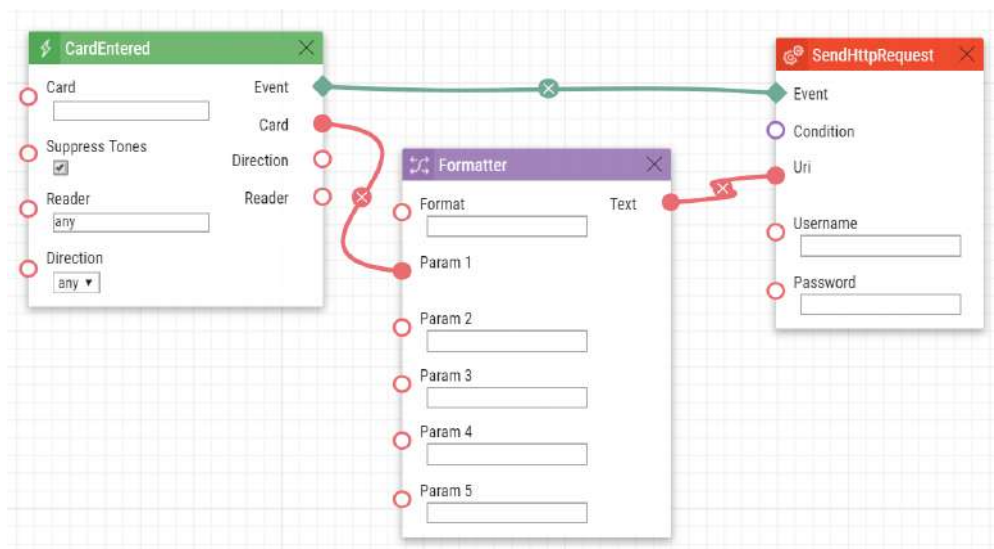 CardEntered
Card
Event
Card
Suppress Tones
Direction
Reader
any
Reader
Direction
any
Formatter
Format
Text
Param 1
Param 2
Param 3
Param 4
Param 5
SendHttpRequest
Event
Condition
Uri
Username
Password